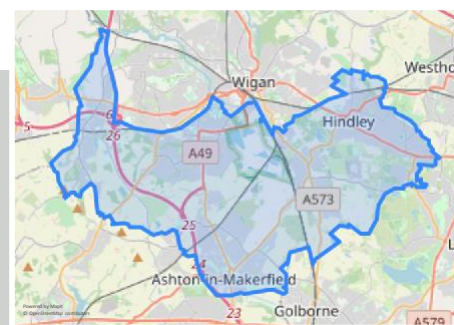 Wigan
Westho
5
6
26
Hindley
A49
A573
25
24
Ashton-in-Makerfield
23
Golborne
L
A579
Powered by Mapit
© OpenStreetMap contributors